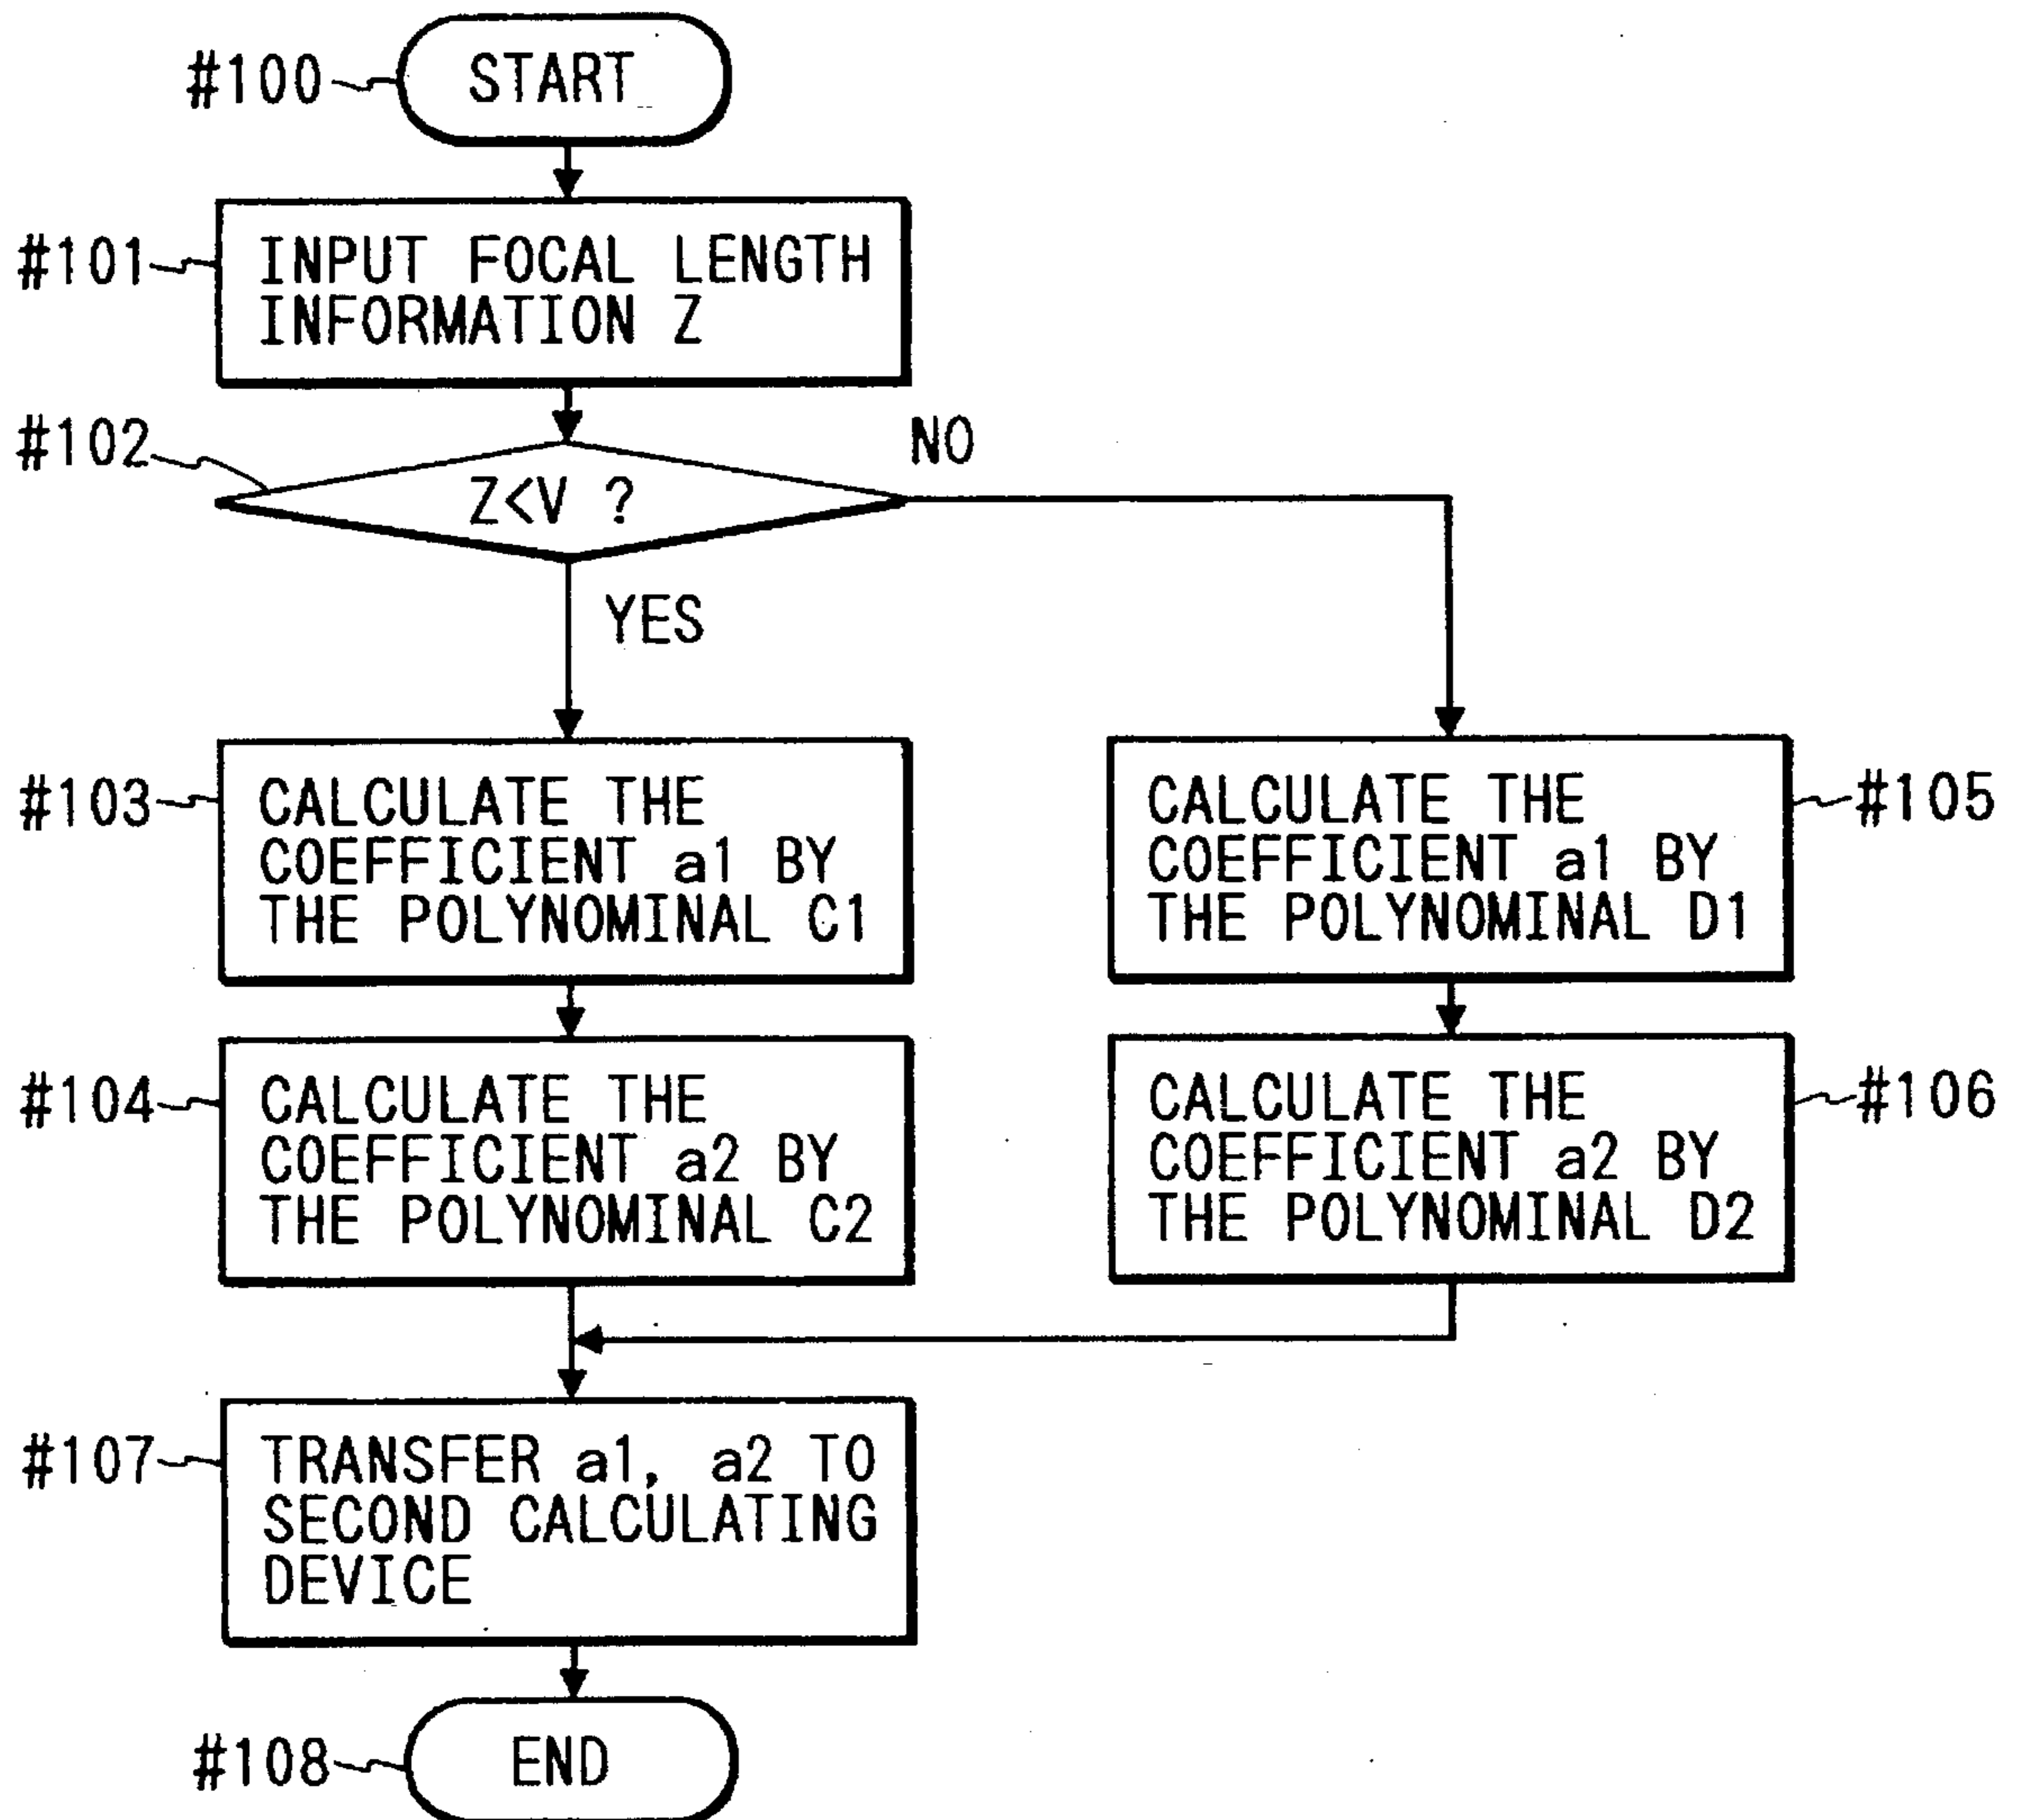 #100
START
#101
INPUT FOCAL LENGTH
INFORMATION Z
#102
Z<V ?
NO
YES
#103
CALCULATE THE
COEFFICIENT a1 BY
THE POLYNOMINAL C1
#105
CALCULATE THE
COEFFICIENT a1 BY
THE POLYNOMINAL D1
#104
CALCULATE THE
COEFFICIENT a2 BY
THE POLYNOMINAL C2
#106
CALCULATE THE
COEFFICIENT a2 BY
THE POLYNOMINAL D2
#107
TRANSFER a1, a2 TO
SECOND CALCULATING
DEVICE
#108
END